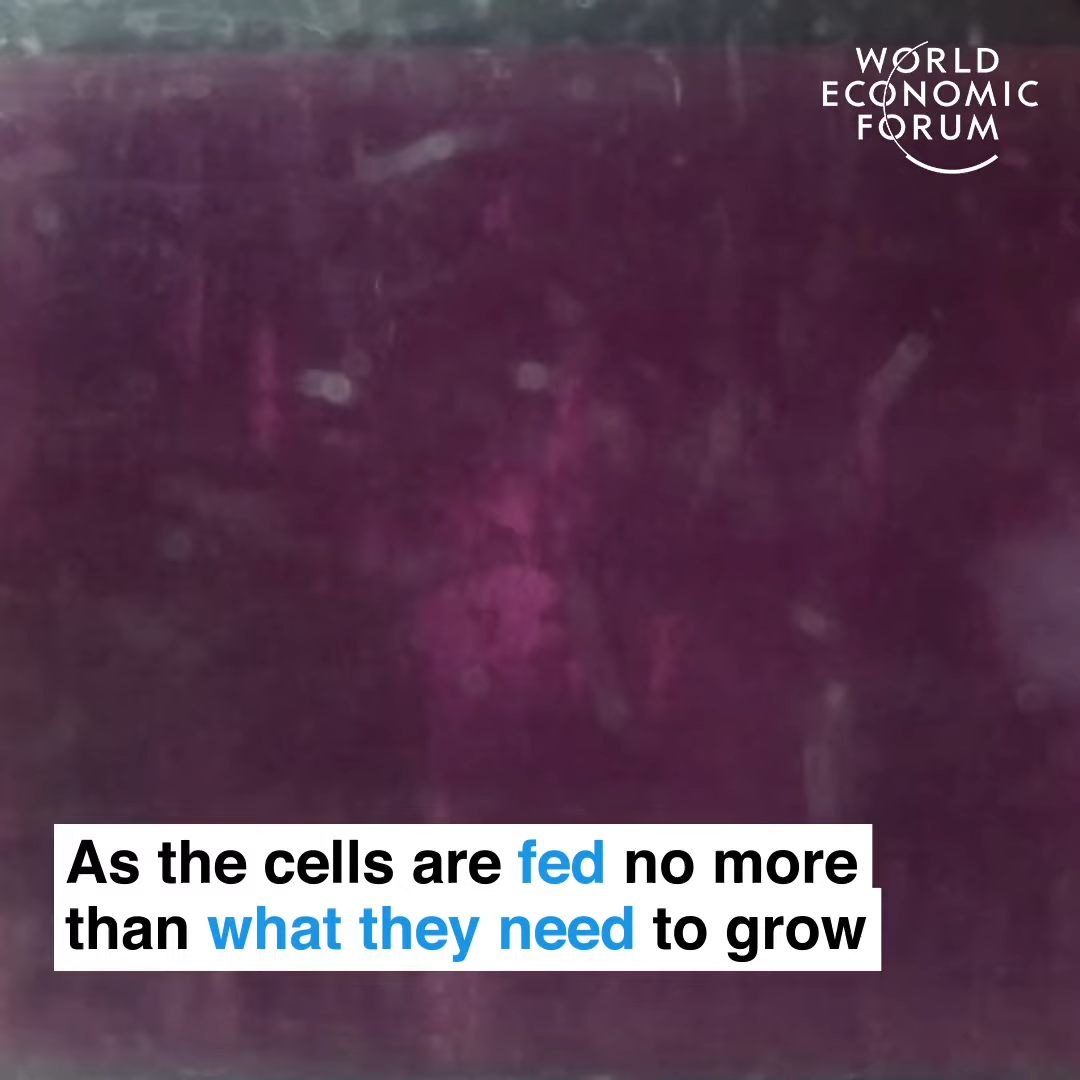 WORLD
ECONOMIC
FORUM
As the cells are fed no more
than what they need to grow